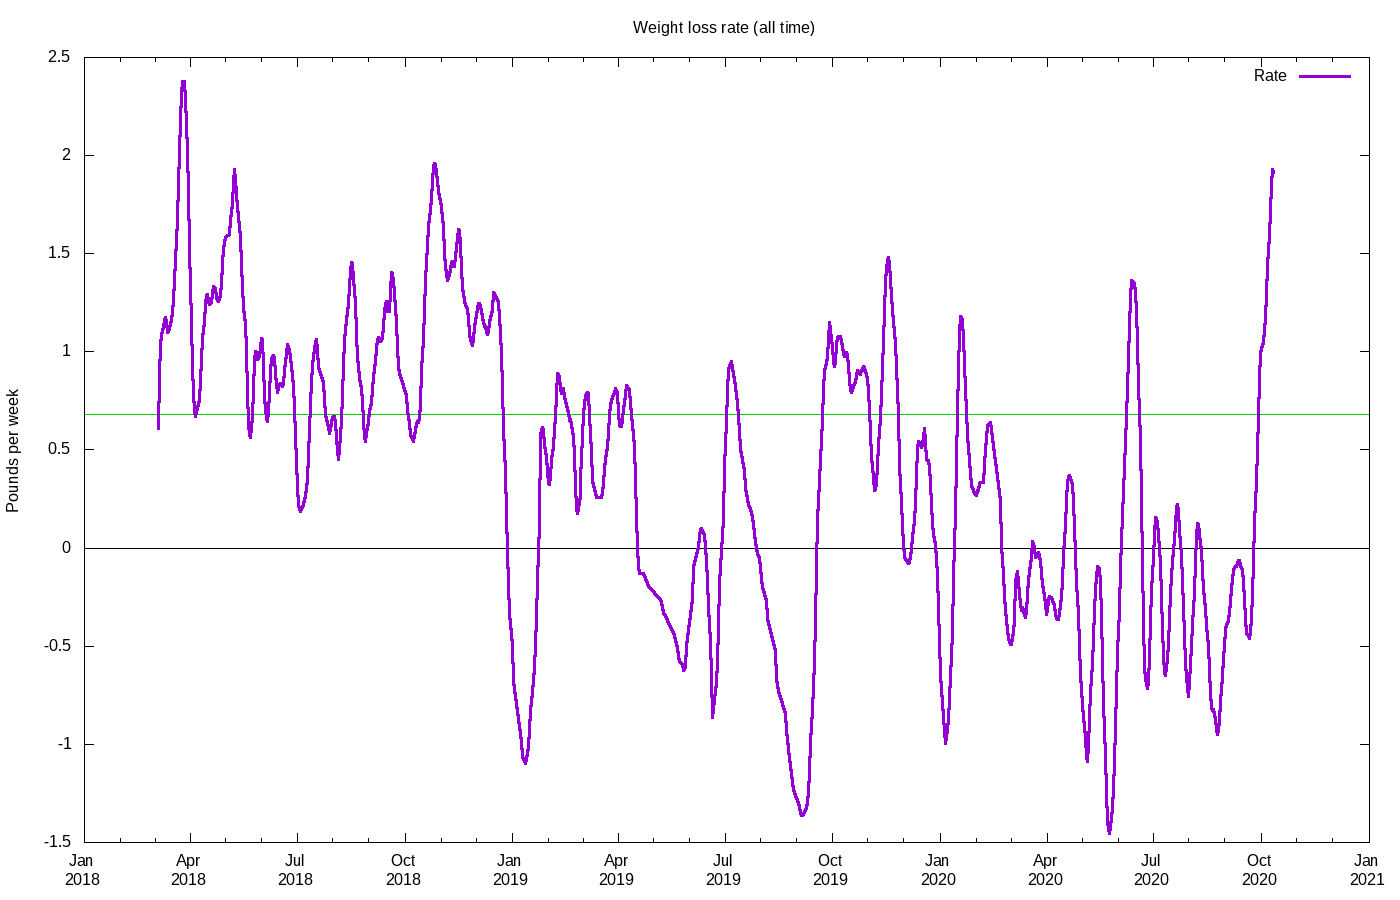 Weight loss rate (all time)
Rate
Pounds per week
2.5
2
1.5
1
0.5
0
-0.5
-1
-1.5
Jan Apr Jul Oct Jan Apr Jul Oct Jan Apr Jul Oct Jan
2018 2018 2018 2018 2019 2019 2019 2019 2020 2020 2020 2020 2021